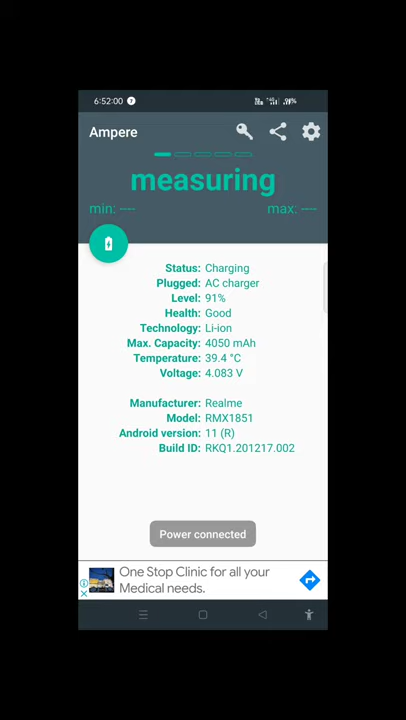 6:52:00
Ampere
measuring
min: ----
max: ----
Status: Charging
Plugged: AC charger
Level: 91%
Health: Good
Technology: Li-ion
Max. Capacity: 4050 mAh
Temperature: 39.4 °C
Voltage: 4.083 V
Manufacturer: Realme
Model: RMX1851
Android version: 11 (R)
Build ID: RKQ1.201217.002
Power connected
One Stop Clinic for all your
Medical needs.